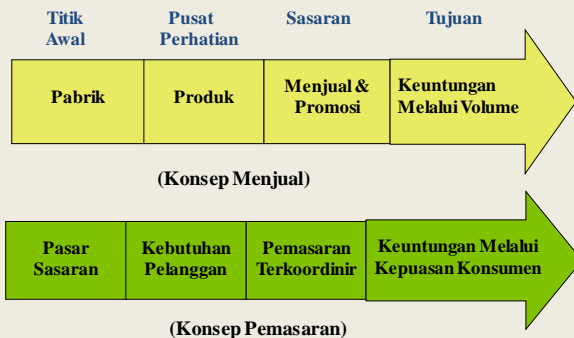 Titik Awal
Pusat Perhatian
Sasaran
Tujuan
Pabrik
Produk
Menjual &
Promosi
Keuntungan
Melalui Volume
(Konsep Menjual)
Pasar
Sasaran
Kebutuhan
Pelanggan
Pemasaran
Terkoordinir
Keuntungan Melalui
Kepuasan Konsumen
(Konsep Pemasaran)